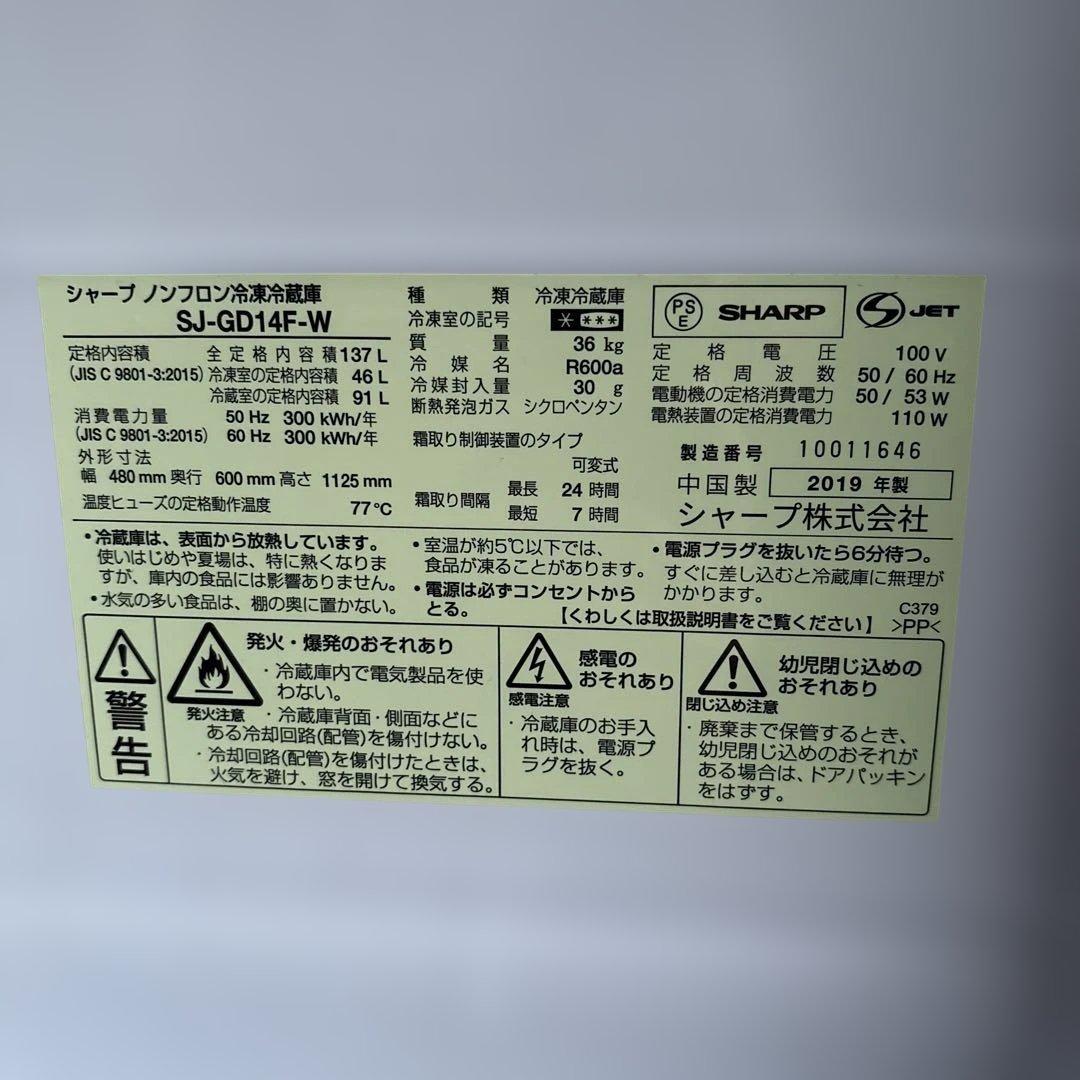 シャープ ノンフロン冷凍冷蔵庫
SJ-GD14F-W
定格内容積 全定格内容積 137 L
(JIS C 9801-3:2015) 冷凍室の定格内容積 46 L
冷蔵室の定格内容積 91 L
消費電力量 50 Hz 300 kWh/年
(JIS C 9801-3:2015) 60 Hz 300 kWh/年
外形寸法
幅 480 mm 奥行 600 mm 高さ 1125 mm
温度ヒューズの定格動作温度 77℃
種類 冷凍冷蔵庫
冷凍室の記号 * ***
質量 36 kg
冷媒名 R600a
冷媒封入量 30 g
断熱発泡ガス シクロペンタン
霜取り制御装置のタイプ
可変式
霜取り間隔 最長 24 時間
最短 7 時間
PS
E
SHARP
JET
定格電圧 100 V
定格周波数 50 / 60 Hz
電動機の定格消費電力 50 / 53 W
電熱装置の定格消費電力 110 W
製造番号 10011646
中国製 2019 年製
シャープ株式会社
・冷蔵庫は、表面から放熱しています。
使いはじめや夏場は、特に熱くなりま
すが、庫内の食品には影響ありません。
・水気の多い食品は、棚の奥に置かない。
・室温が約5℃以下では、
食品が凍ることがあります。
・電源は必ずコンセントから
とる。
・電源プラグを抜いたら6分待つ。
すぐに差し込むと冷蔵庫に無理が
かかります。
C379
【くわしくは取扱説明書をご覧ください】 >PP<
警告
発火・爆発のおそれあり
発火注意
・冷蔵庫内で電気製品を使
わない。
・冷蔵庫背面・側面などに
ある冷却回路(配管)を傷付けない。
・冷却回路(配管)を傷付けたときは、
火気を避け、窓を開けて換気する。
感電の
おそれあり
感電注意
・冷蔵庫のお手入
れ時は、電源プ
ラグを抜く。
幼児閉じ込めの
おそれあり
閉じ込め注意
・廃棄まで保管するとき、
幼児閉じ込めのおそれが
ある場合は、ドアパッキン
をはずす。